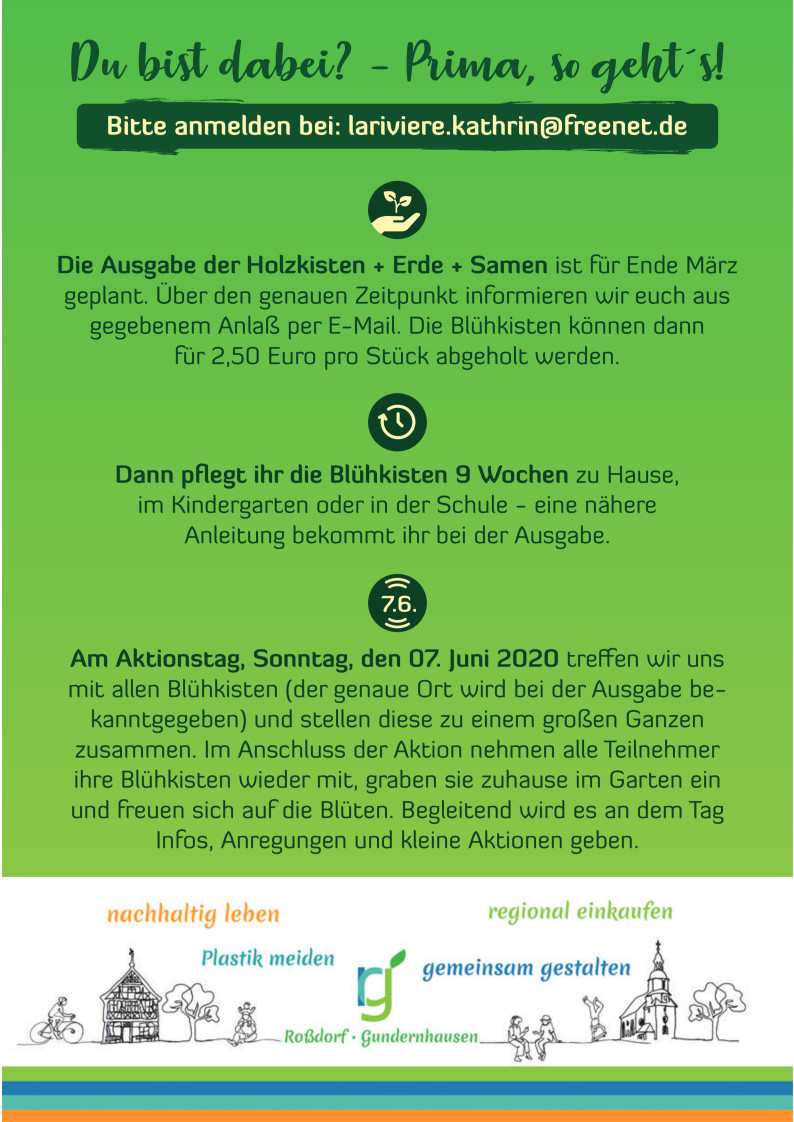 Du bist dabei? - Prima, so geht´s!
Bitte anmelden bei: lariviere.kathrin@freenet.de
Die Ausgabe der Holzkisten + Erde + Samen ist für Ende März
geplant. Über den genauen Zeitpunkt informieren wir euch aus
gegebenem Anlaß per E-Mail. Die Blühkisten können dann
für 2,50 Euro pro Stück abgeholt werden.
Dann pflegt ihr die Blühkisten 9 Wochen zu Hause,
im Kindergarten oder in der Schule - eine nähere
Anleitung bekommt ihr bei der Ausgabe.
7.6.
Am Aktionstag, Sonntag, den 07. Juni 2020 treffen wir uns
mit allen Blühkisten (der genaue Ort wird bei der Ausgabe be-
kanntgegeben) und stellen diese zu einem großen Ganzen
zusammen. Im Anschluss der Aktion nehmen alle Teilnehmer
ihre Blühkisten wieder mit, graben sie zuhause im Garten ein
und freuen sich auf die Blüten. Begleitend wird es an dem Tag
Infos, Anregungen und kleine Aktionen geben.
nachhaltig leben
regional einkaufen
Plastik meiden
gemeinsam gestalten
rg
Roßdorf · Gundernhausen